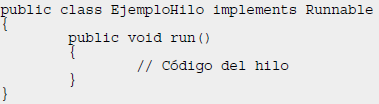 public class EjemploHilo implements Runnable
{
public void run()
{
// Código del hilo
}
}